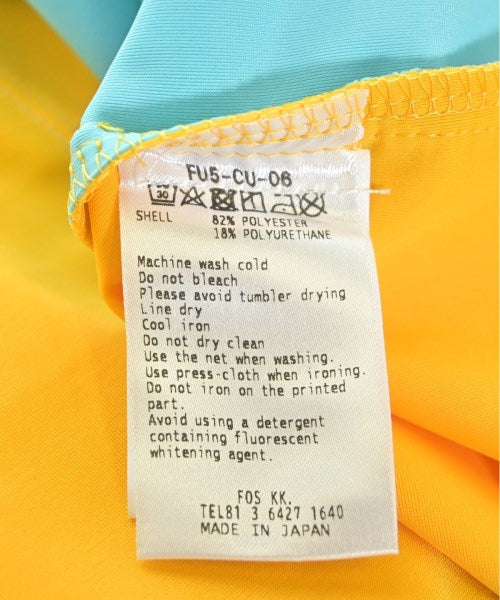 FU5-CU-06
30
SHELL 82% POLYESTER
18% POLYURETHANE
Machine wash cold
Do not bleach
Please avoid tumbler drying
Line dry
Cool iron
Do not dry clean
Use the net when washing.
Use press-cloth when ironing.
Do not iron on the printed
part.
Avoid using a detergent
containing fluorescent
whitening agent.
FOS KK.
TEL81 3 6427 1640
MADE IN JAPAN